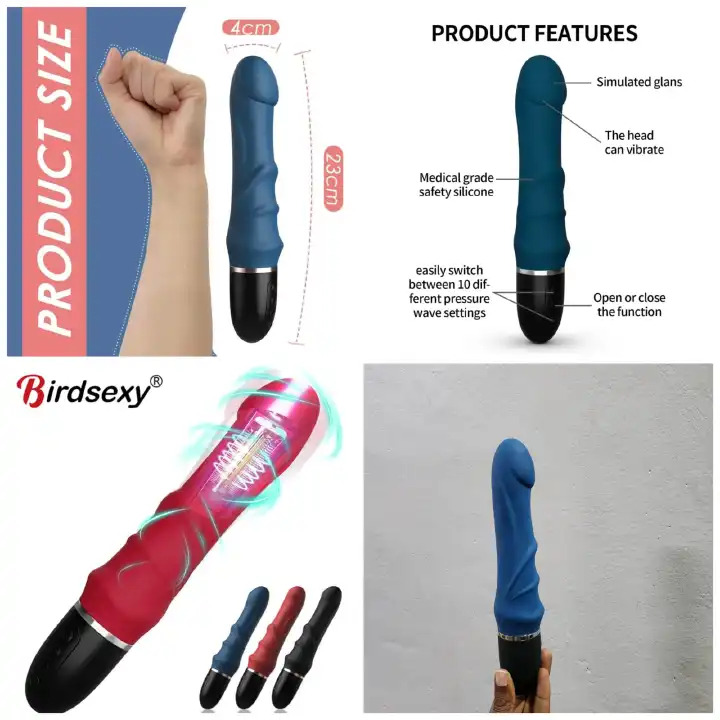 PRODUCT SIZE
4cm
23cm
PRODUCT FEATURES
Simulated glans
The head
can vibrate
Medical grade
safety silicone
easily switch
between 10 dif-
ferent pressure
wave settings
Open or close
the function
Birdsexy®